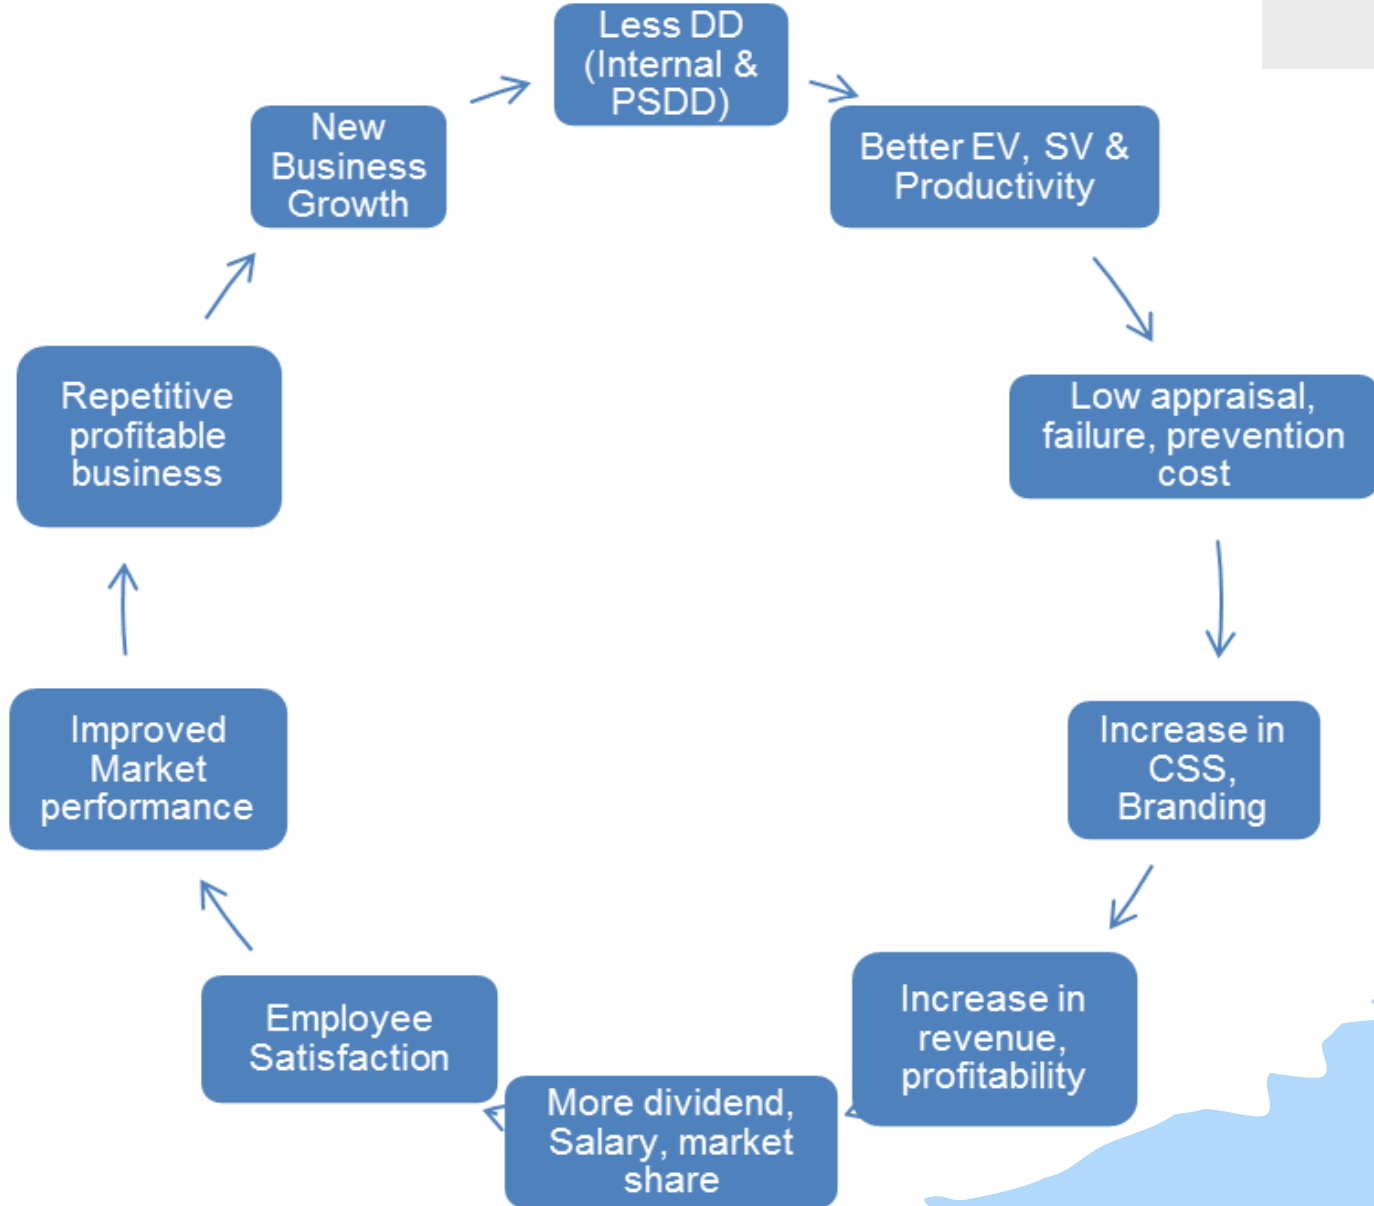 Less DD
(Internal &
PSDD)
Better EV, SV &
Productivity
Low appraisal,
failure, prevention
cost
Increase in
CSS,
Branding
Increase in
revenue,
profitability
More dividend,
Salary, market
share
Employee
Satisfaction
Improved
Market
performance
Repetitive
profitable
business
New
Business
Growth